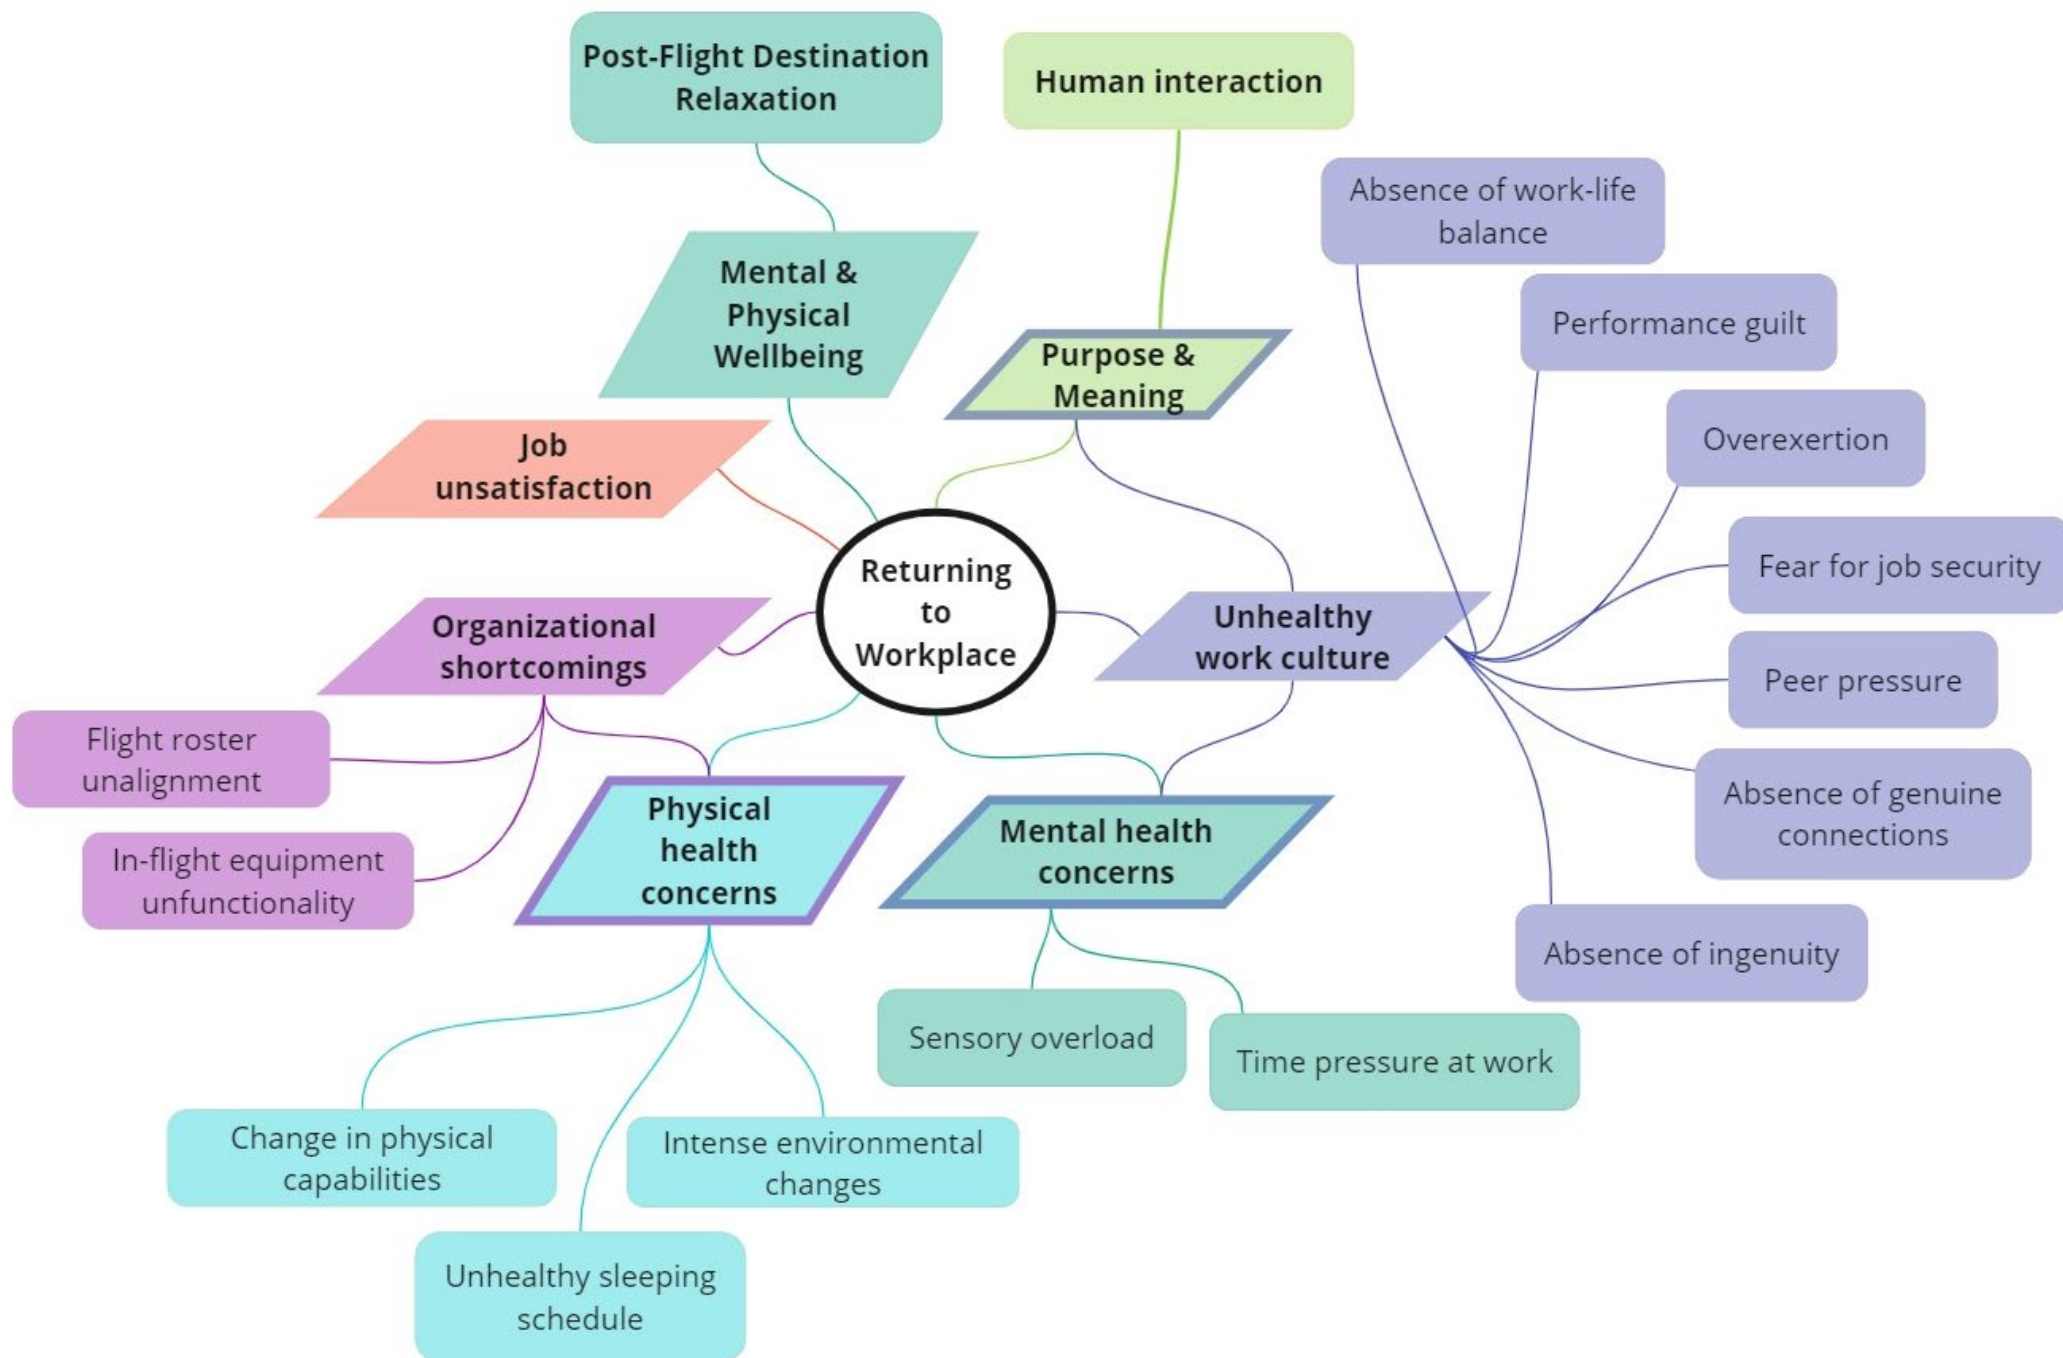 Post-Flight Destination
Relaxation
Human interaction
Absence of work-life
balance
Mental &
Physical
Wellbeing
Performance guilt
Purpose &
Meaning
Overexertion
Job
unsatisfaction
Fear for job security
Returning
to
Workplace
Organizational
shortcomings
Unhealthy
work culture
Peer pressure
Flight roster
unalignment
Absence of genuine
connections
Physical
health
concerns
Mental health
concerns
In-flight equipment
unfunctionality
Absence of ingenuity
Sensory overload
Time pressure at work
Change in physical
capabilities
Intense environmental
changes
Unhealthy sleeping
schedule